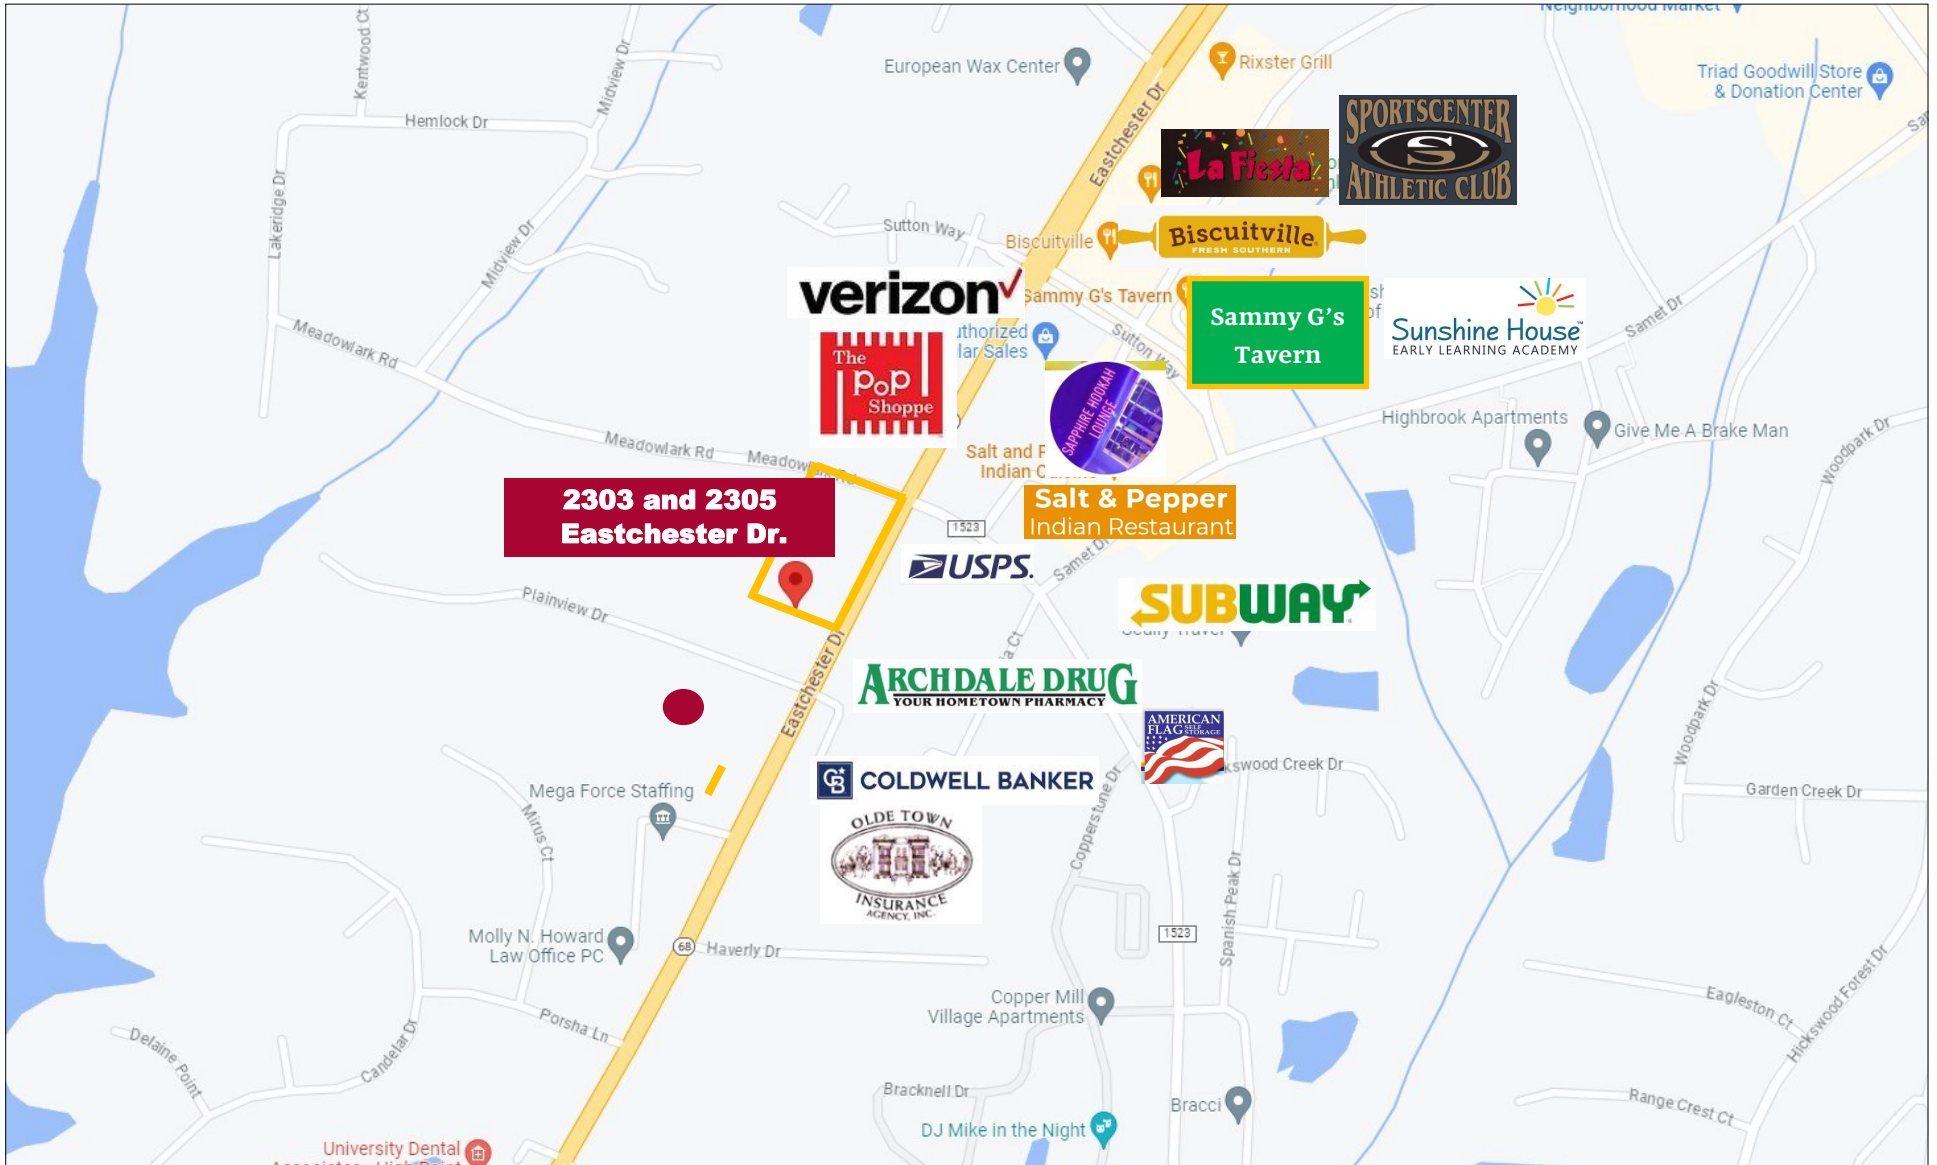 Neighborhood Market
Kentwood Ct
Midview Dr
European Wax Center
Rixster Grill
Triad Goodwill Store
& Donation Center
Hemlock Dr
Eastchester Dr
SPORTSCENTER
S
ATHLETIC CLUB
La Fiesta
Lakeridge Dr
Midview Dr
Sutton Way
Biscuitville
Biscuitville
FRESH SOUTHERN
verizon
Sammy G's Tavern
Sammy G's
Tavern
Sunshine House
EARLY LEARNING ACADEMY
Samet Dr
Meadowlark Rd
The
PoP
Shoppe
Sutton Way
SAPPHIRE HOOKAH
LOUNGE
Highbrook Apartments
Give Me A Brake Man
Woodpark Dr
Meadowlark Rd
Salt and
Indian
2303 and 2305
Eastchester Dr.
Salt & Pepper
Indian Restaurant
1523
USPS.
Samet Dr
Plainview Dr
SUBWAY
Eastchester Dr
ARCHDALE DRUG
YOUR HOMETOWN PHARMACY
AMERICAN
FLAG SELF STORAGE
Woodpark Dr
kswood Creek Dr
CB
COLDWELL BANKER
Mega Force Staffing
Mirus Ct
Copperstone Dr
Garden Creek Dr
OLDE TOWN
INSURANCE
AGENCY, INC.
Spanish Peak Dr
Molly N. Howard
Law Office PC
68
Haverly Dr
1523
Copper Mill
Village Apartments
Eagleston Ct
Hickswood Forest Dr
Porsha Ln
Delaine Point
Candelar Dr
Bracknell Dr
Bracci
Range Crest Ct
DJ Mike in the Night
University Dental